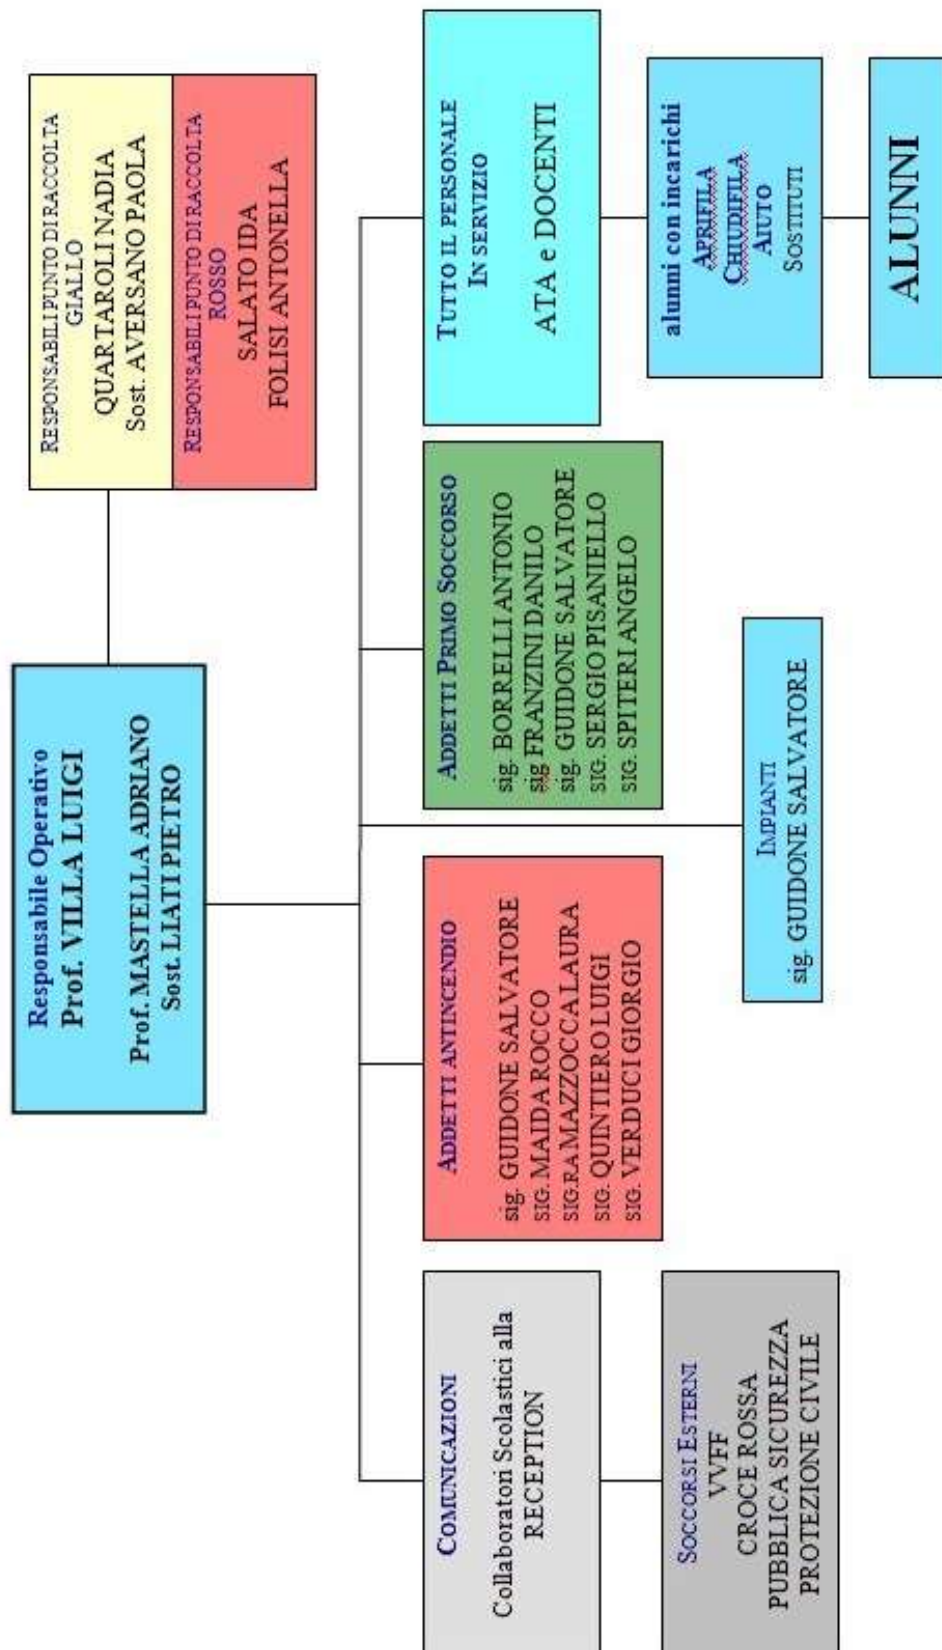 Responsabile Operativo
Prof. VILLA LUIGI
Prof. MASTELLA ADRIANO
Sost. LIATI PIETRO
RESPONSABILI PUNTO DI RACCOLTA
GIALLO
QUARTAROLI NADIA
Sost. AVERSANO PAOLA
RESPONSABILI PUNTO DI RACCOLTA
ROSSO
SALATO IDA
FOLISI ANTONELLA
COMUNICAZIONI
Collaboratori Scolastici alla
RECEPTION
SOCCORSI ESTERNI
VVFF
CROCE ROSSA
PUBBLICA SICUREZZA
PROTEZIONE CIVILE
ADDETTI ANTINCENDIO
sig. GUIDONE SALVATORE
SIG. MAIDA ROCCO
SIG.RAMAZZOCCA LAURA
SIG. QUINTIERO LUIGI
SIG. VERDUCI GIORGIO
IMPIANTI
sig. GUIDONE SALVATORE
ADDETTI PRIMO SOCCORSO
sig. BORRELLI ANTONIO
sig FRANZINI DANILO
sig. GUIDONE SALVATORE
SIG. SERGIO PISANIELLO
SIG. SPITERI ANGELO
TUTTO IL PERSONALE
IN SERVIZIO
ATA e DOCENTI
alunni con incarichi
APRIFILA
CHIUDIFILA
AIUTO
SOSTITUTI
ALUNNI